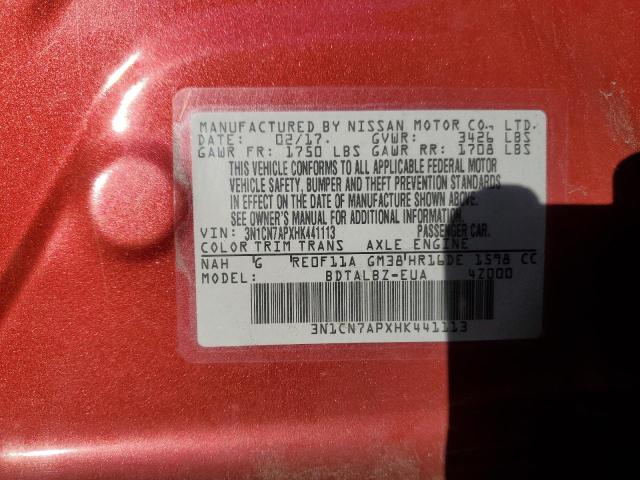 MANUFACTURED BY NISSAN MOTOR CO., LTD.
DATE: 02/17. GVWR: 3426 LBS
GAWR FR: 1750 LBS GAWR RR: 1708 LBS
THIS VEHICLE CONFORMS TO ALL APPLICABLE FEDERAL MOTOR
VEHICLE SAFETY, BUMPER AND THEFT PREVENTION STANDARDS
IN EFFECT ON THE DATE OF MANUFACTURE SHOWN ABOVE.
SEE OWNER'S MANUAL FOR ADDITIONAL INFORMATION.
VIN: 3N1CN7APXHK441113 PASSENGER CAR.
COLOR TRIM TRANS AXLE ENGINE
NAH 'G RE0F11A GM38'HR16DE 1598 CC
MODEL: BDTALBZ-EUA 4Z000
3N1CN7APXHK441113